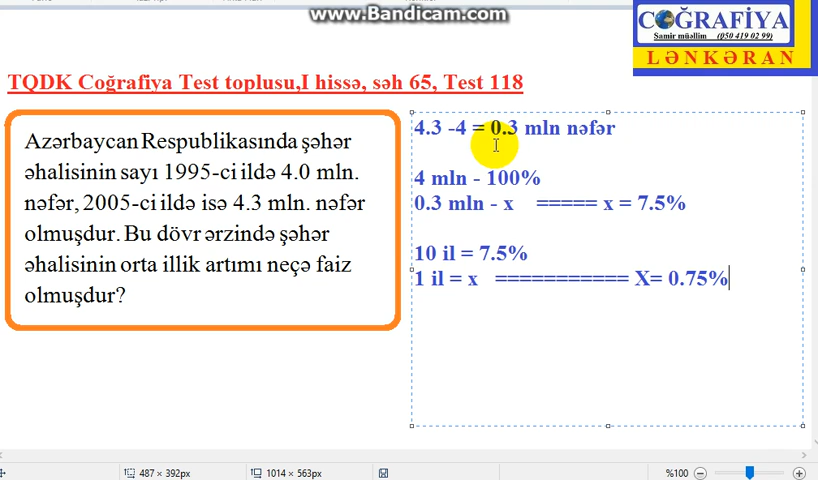 www.Bandicam.com
COĞRAFİYA
Samir müəllim (050 419 02 99)
LƏNKƏRAN
TQDK Coğrafiya Test toplusu,I hissə, səh 65, Test 118
Azərbaycan Respublikasında şəhər
əhalisinin sayı 1995-ci ildə 4.0 mln.
nəfər, 2005-ci ildə isə 4.3 mln. nəfər
olmuşdur. Bu dövr ərzində şəhər
əhalisinin orta illik artımı neçə faiz
olmuşdur?
4.3 -4 = 0.3 mln nəfər
4 mln - 100%
0.3 mln - x ===== x = 7.5%
10 il = 7.5%
1 il = x =========== X= 0.75%
487 × 392px
1014 × 563px
%100